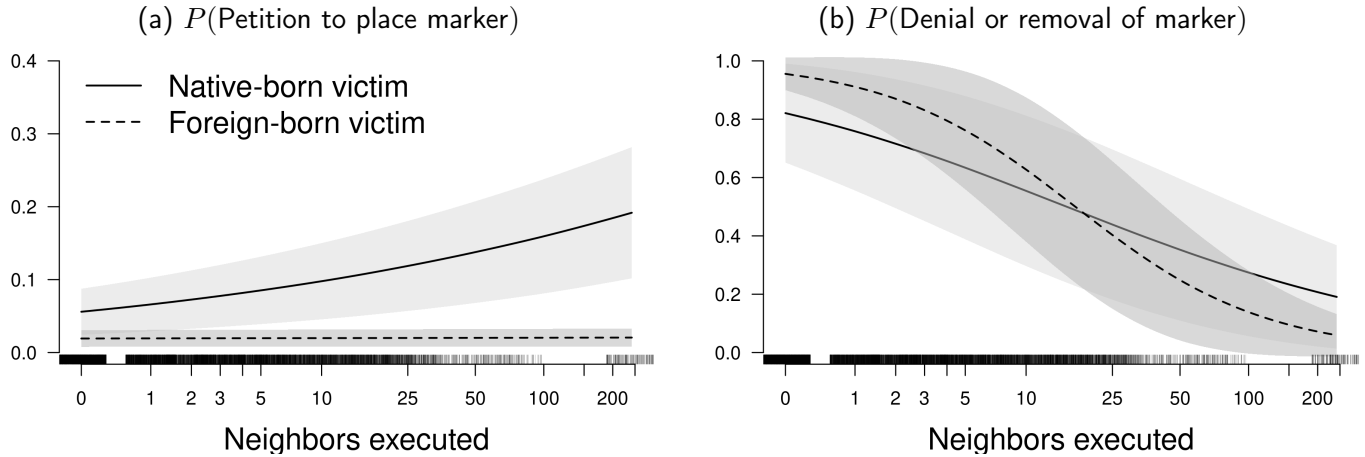 (a) P(Petition to place marker)
0.4
0.3
0.2
0.1
0.0
Native-born victim
Foreign-born victim
0 1 2 3 5 10 25 50 100 200
Neighbors executed
(b) P(Denial or removal of marker)
1.0
0.8
0.6
0.4
0.2
0.0
0 1 2 3 5 10 25 50 100 200
Neighbors executed